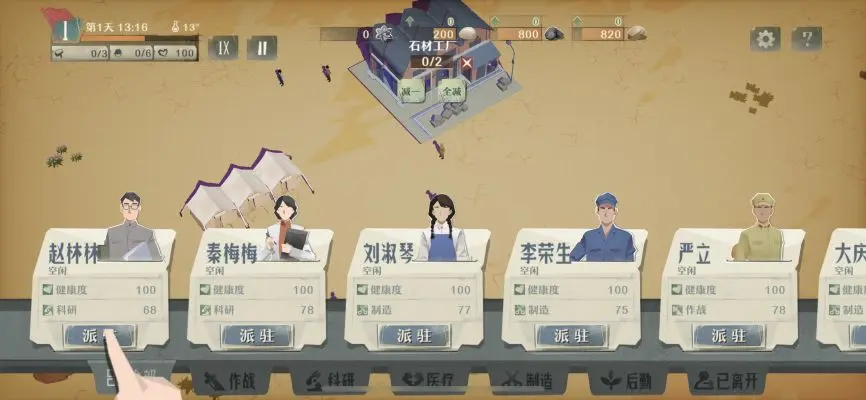 I 第1天 13:16 13°
0/3 0/6 100
IX
0 0
200 0
800 0
820
?
石材工厂
0/2
减一 全减
赵林林
空闲
健康度 100
科研 68
派驻
秦梅梅
空闲
健康度 100
科研 78
派驻
刘淑琴
空闲
健康度 100
制造 77
派驻
李荣生
空闲
健康度 100
制造 75
派驻
严立
空闲
健康度 100
作战 78
派驻
大庆
空闲
作战 科研 医疗 制造 后勤 已离开